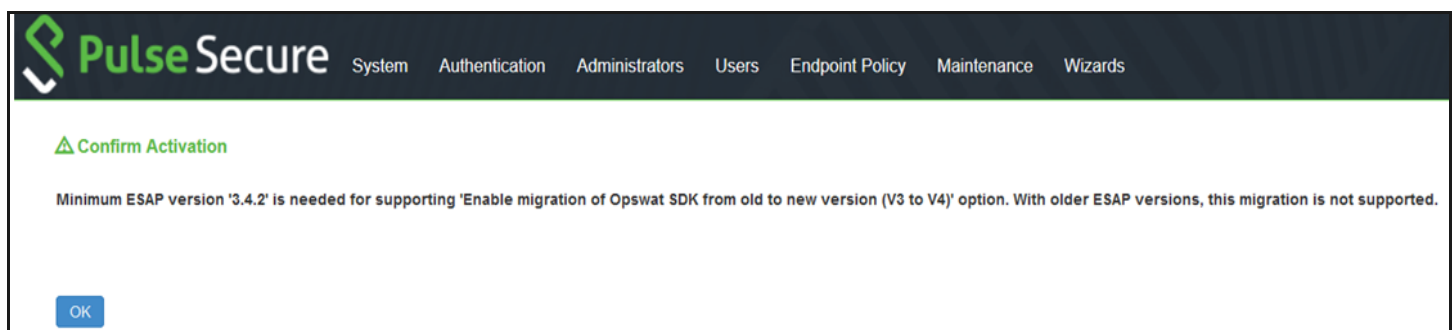 Pulse Secure System Authentication Administrators Users Endpoint Policy Maintenance Wizards
Confirm Activation
Minimum ESAP version '3.4.2' is needed for supporting 'Enable migration of Opswat SDK from old to new version (V3 to V4)' option. With older ESAP versions, this migration is not supported.
OK